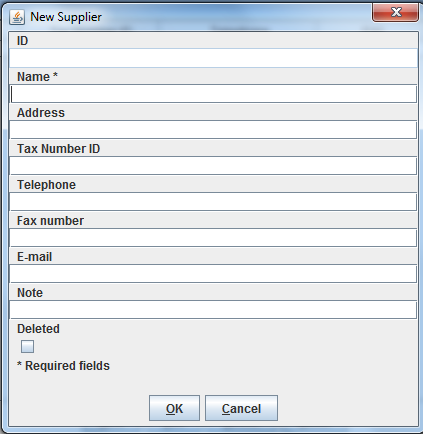 New Supplier
ID
Name *
Address
Tax Number ID
Telephone
Fax number
E-mail
Note
Deleted
* Required fields
OK Cancel